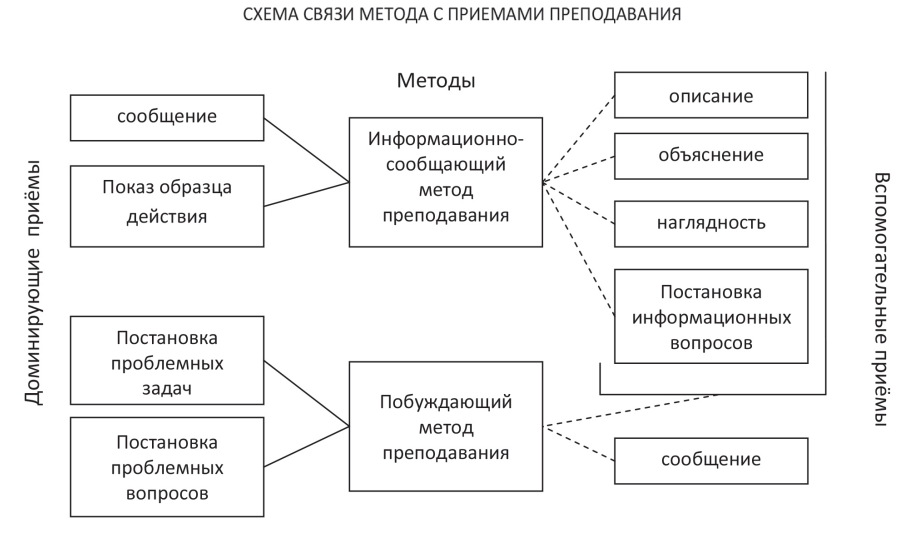 СХЕМА СВЯЗИ МЕТОДА С ПРИЕМАМИ ПРЕПОДАВАНИЯ
Методы
Доминирующие приёмы
сообщение
Показ образца
действия
Постановка
проблемных
задач
Постановка
проблемных
вопросов
Информационно-
сообщающий
метод
преподавания
Побуждающий
метод
преподавания
описание
объяснение
наглядность
Постановка
информационных
вопросов
сообщение
Вспомогательные приёмы